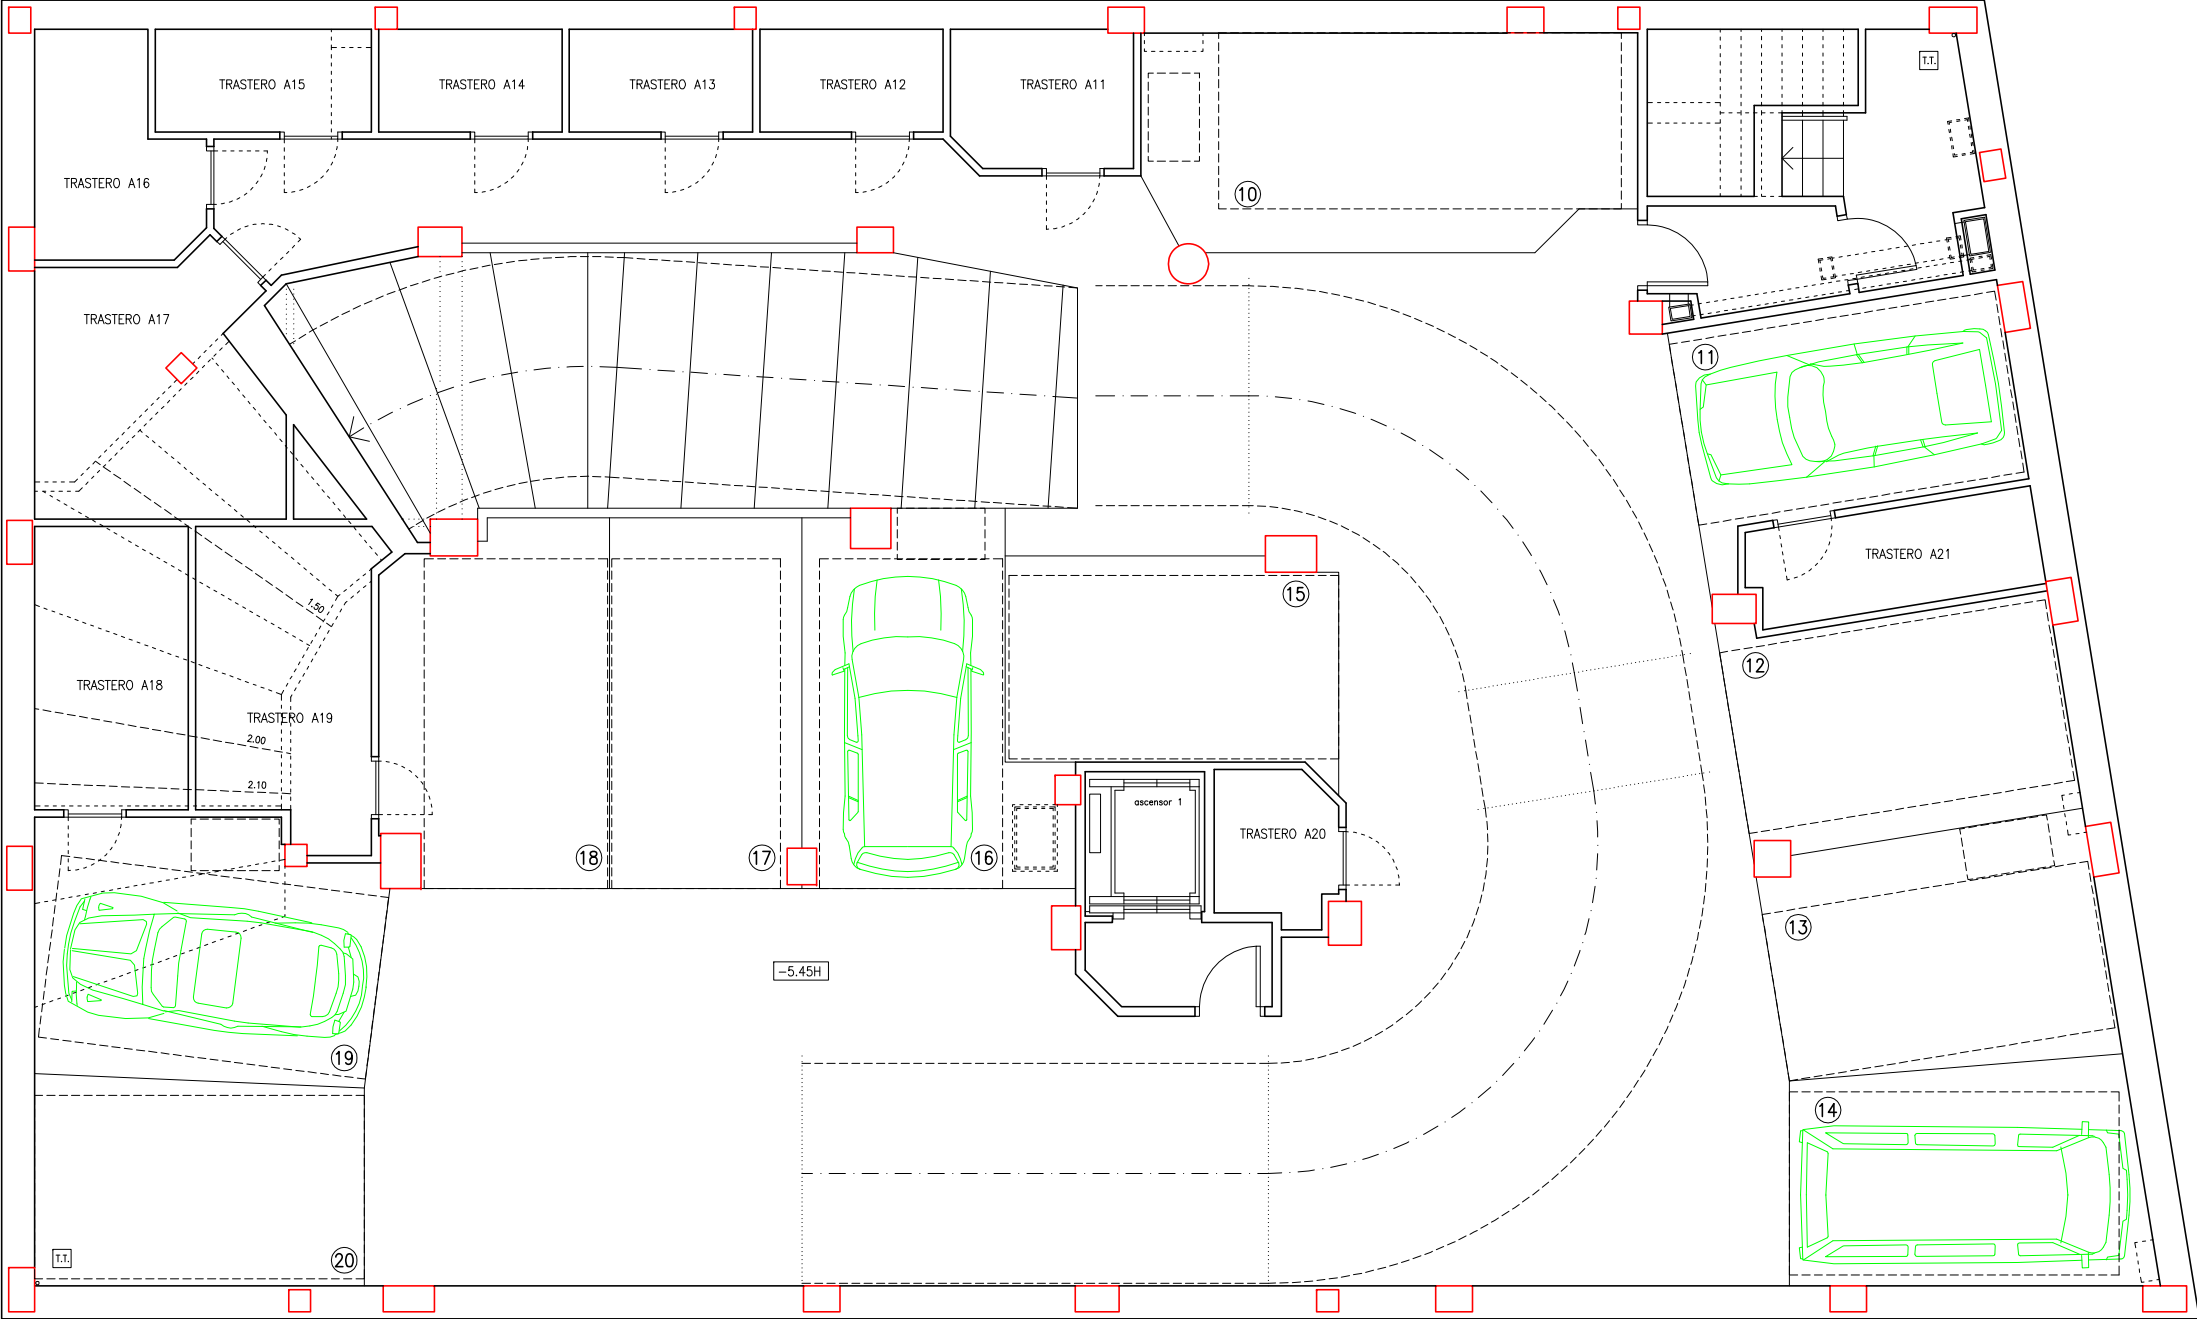 TRASTERO A15
TRASTERO A14
TRASTERO A13
TRASTERO A12
TRASTERO A11
T.T.
TRASTERO A16
10
TRASTERO A17
11
TRASTERO A21
15
1.50
12
TRASTERO A18
TRASTERO A19
2.00
2.10
ascensor 1
TRASTERO A20
18
17
16
13
-5.45H
19
14
T.T.
20